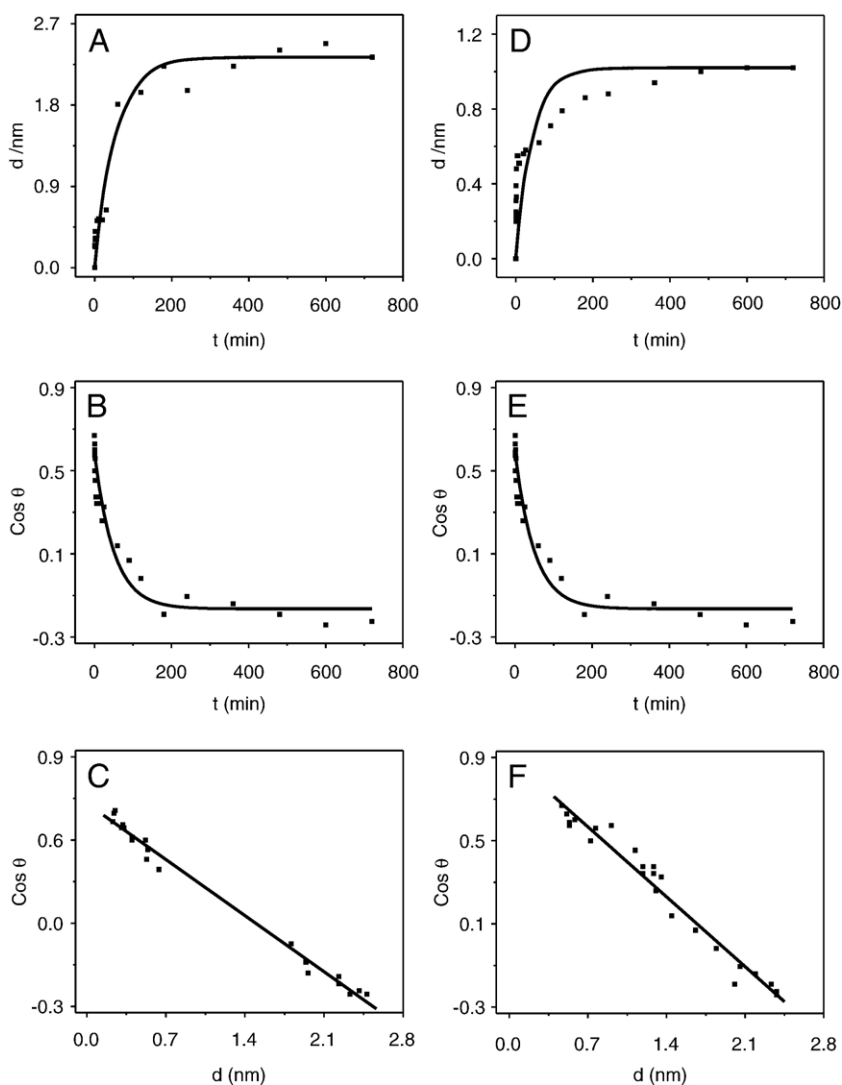 A
d /nm
2.7
1.8
0.9
0.0
0 200 400 600 800
t (min)
D
d /nm
1.2
0.8
0.4
0.0
0 200 400 600 800
t (min)
B
Cos θ
0.9
0.5
0.1
-0.3
0 200 400 600 800
t (min)
E
Cos θ
0.9
0.5
0.1
-0.3
0 200 400 600 800
t (min)
C
Cos θ
0.9
0.6
0.0
-0.3
0.0 0.7 1.4 2.1 2.8
d (nm)
F
Cos θ
0.9
0.5
0.1
-0.3
0.0 0.7 1.4 2.1 2.8
d (nm)